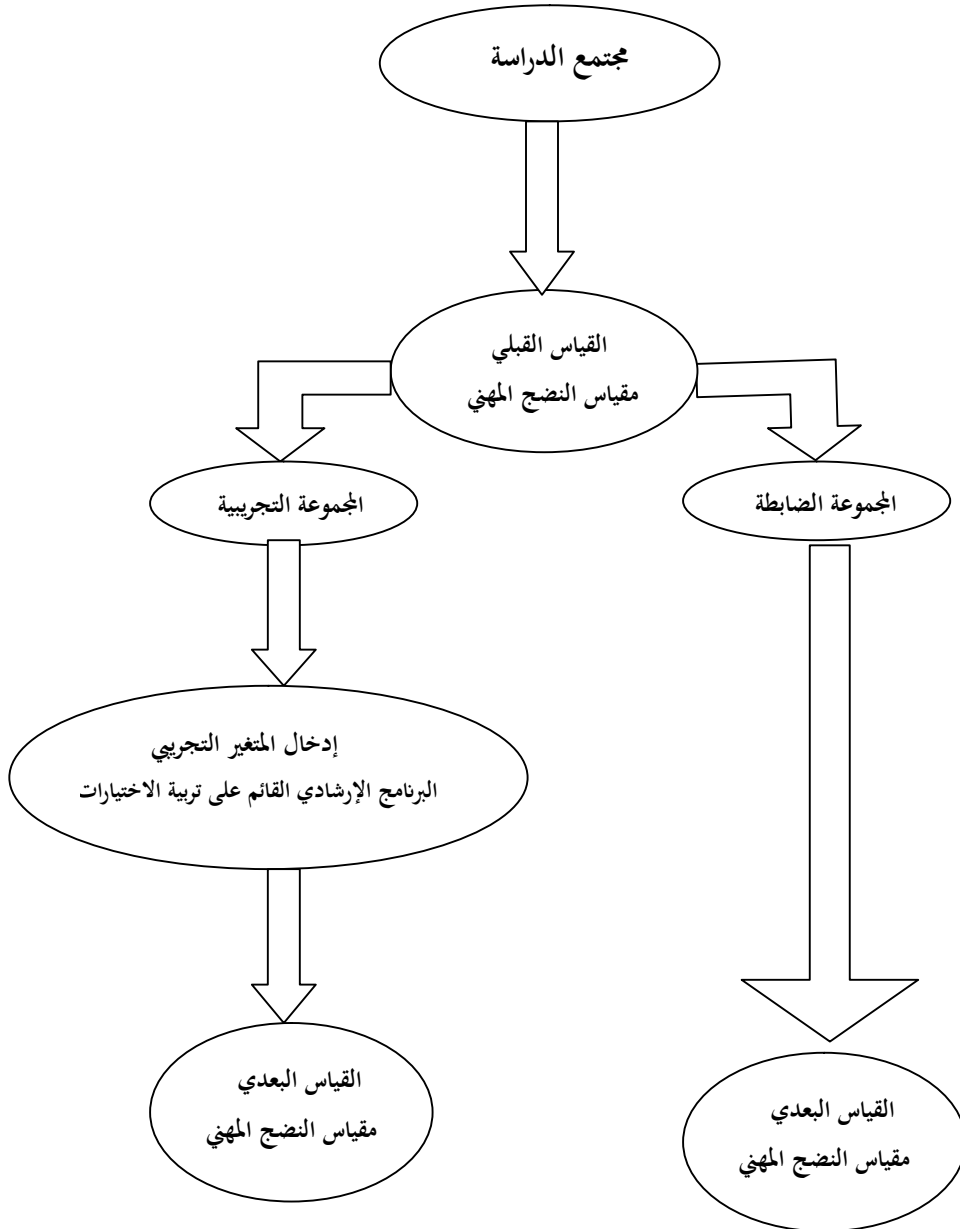 مجتمع الدراسة
القياس القبلي
مقياس النضج المهني
المجموعة الضابطة
المجموعة التجريبية
إدخال المتغير التجريبي
البرنامج الإرشادي القائم على تربية الاختيارات
القياس البعدي
مقياس النضج المهني
القياس البعدي
مقياس النضج المهني